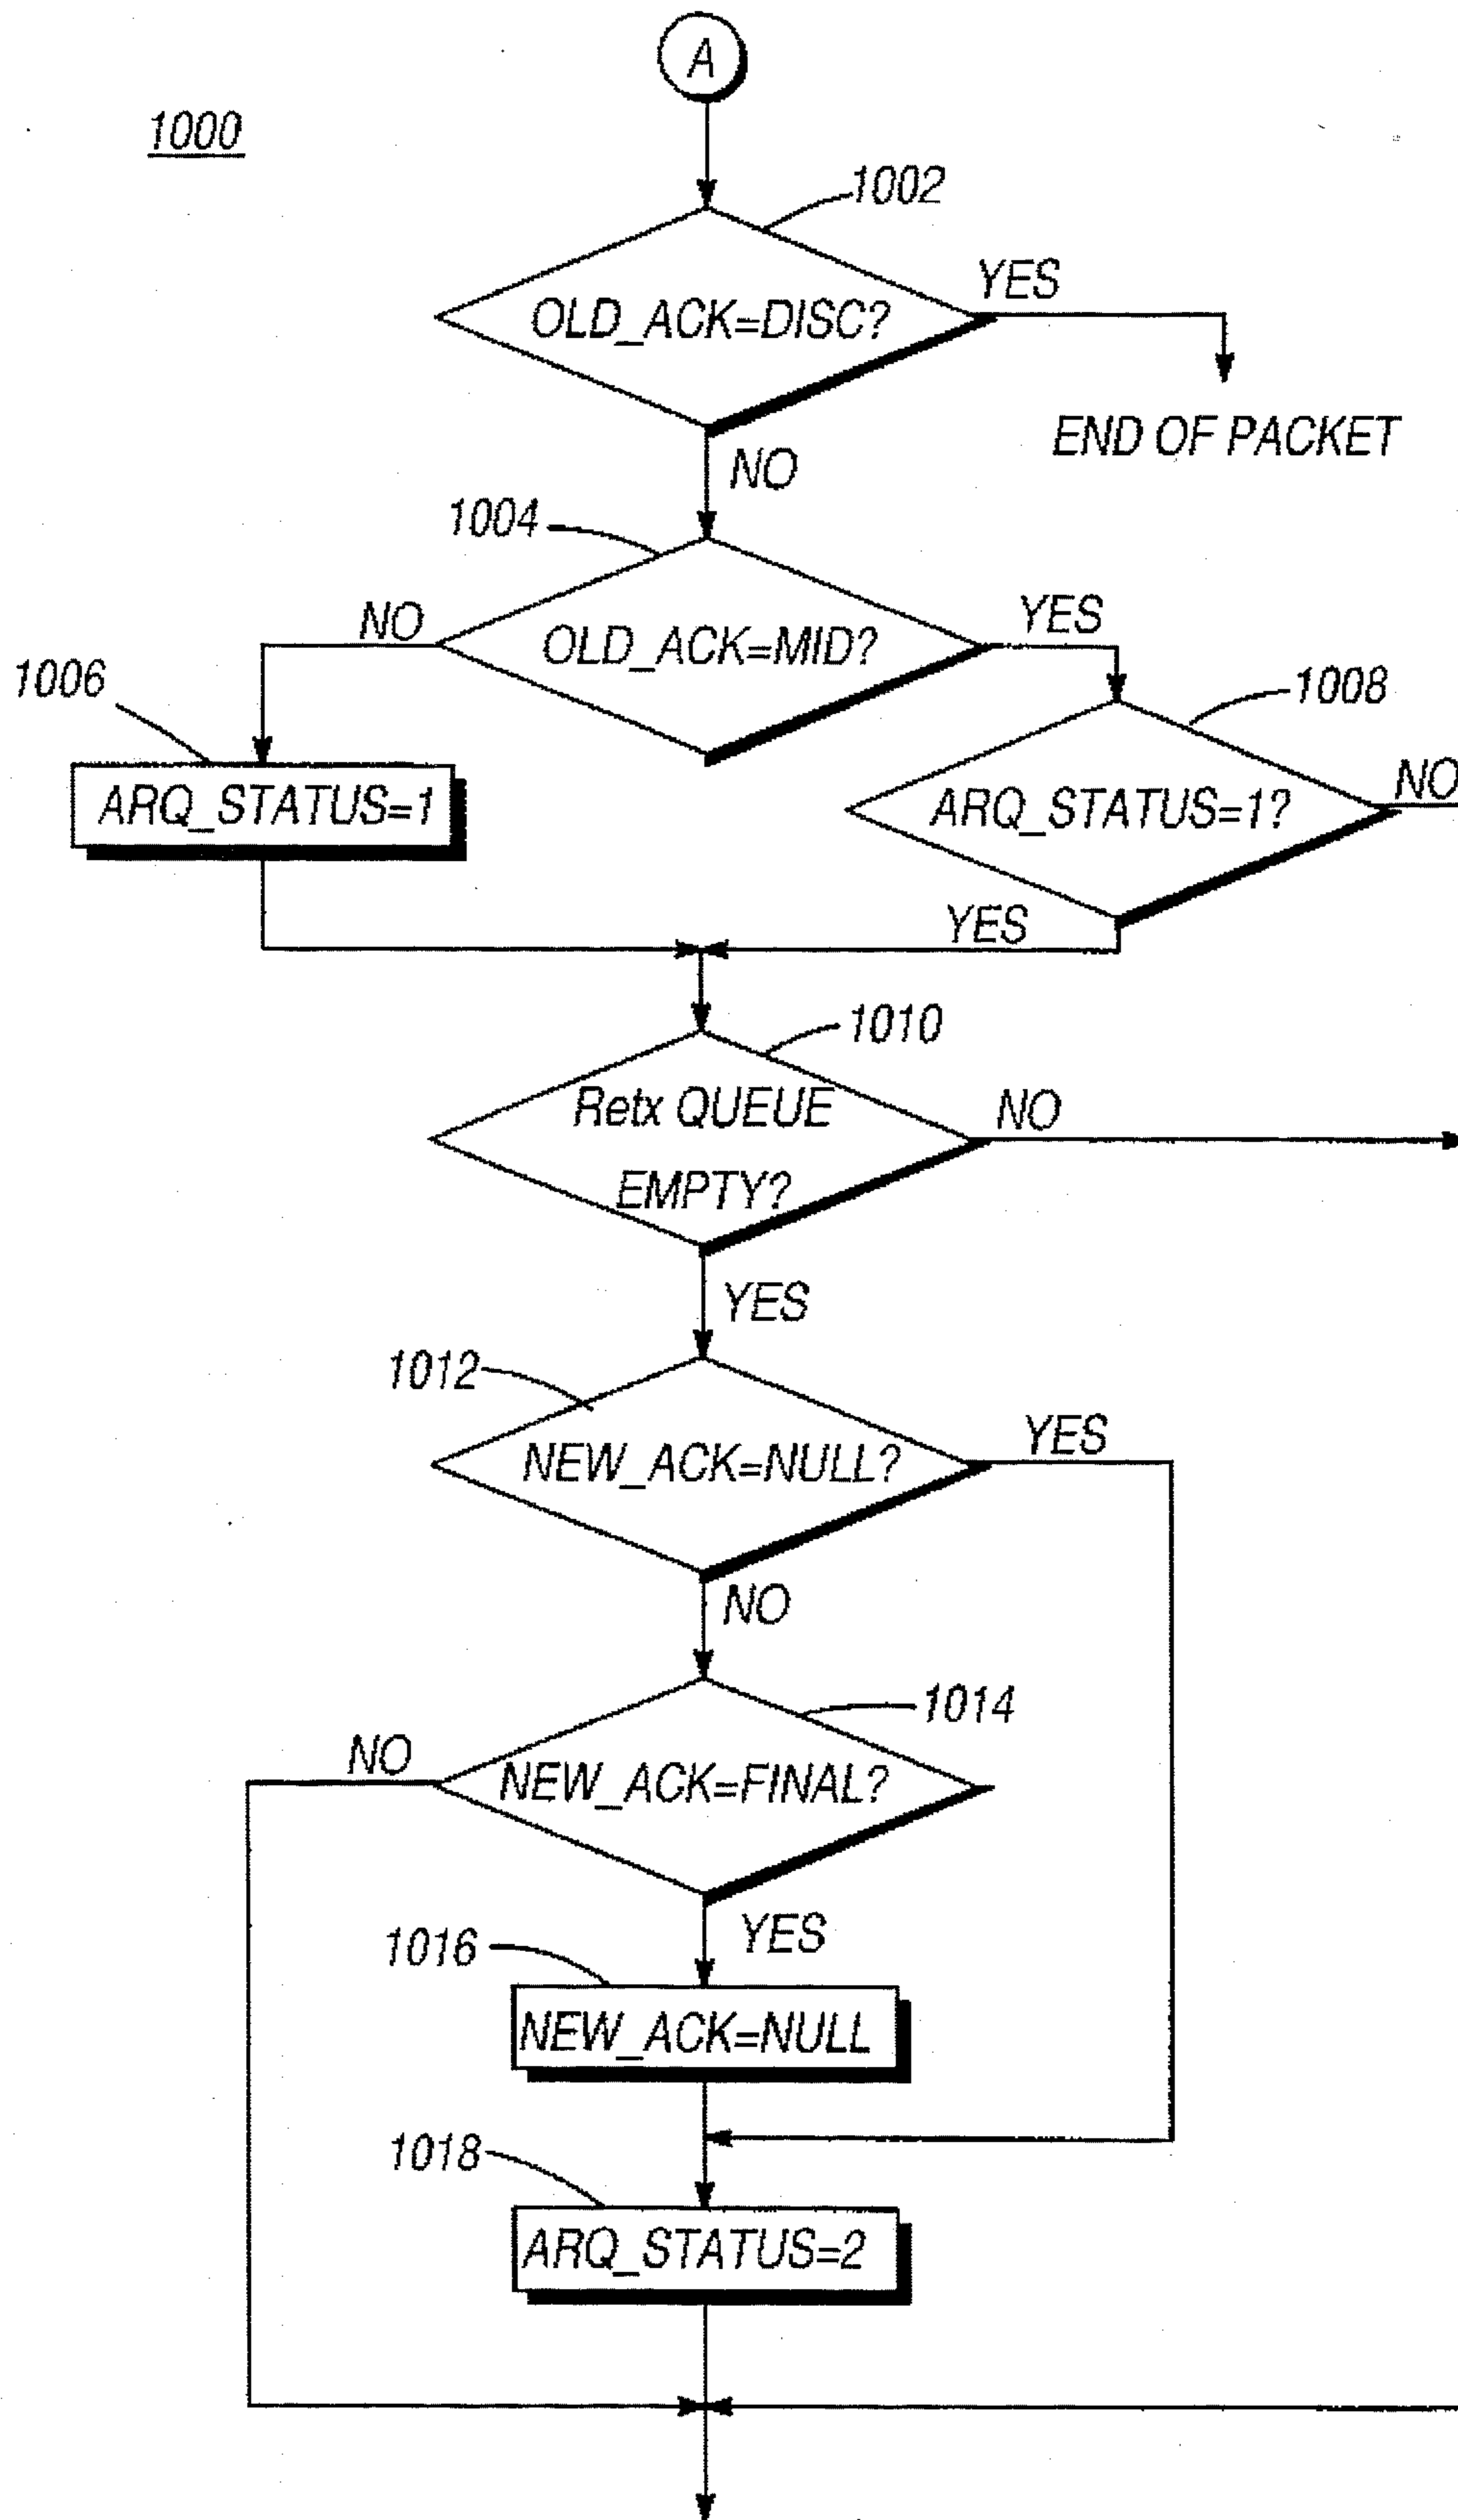 A
1000
1002
OLD_ACK=DISC?
YES
END OF PACKET
NO
1004
OLD_ACK=MID?
NO
YES
1006
1008
ARQ_STATUS=1
ARQ_STATUS=1?
NO
YES
1010
Retx QUEUE
EMPTY?
NO
YES
1012
NEW_ACK=NULL?
YES
NO
1014
NEW_ACK=FINAL?
NO
YES
1016
NEW_ACK=NULL
1018
ARQ_STATUS=2